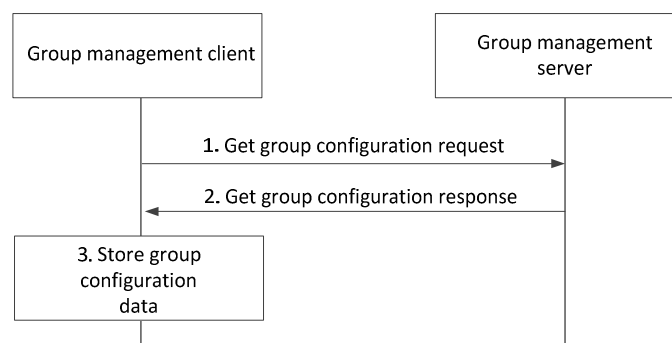 Group management client
Group management
server
1. Get group configuration request
2. Get group configuration response
3. Store group
configuration
data